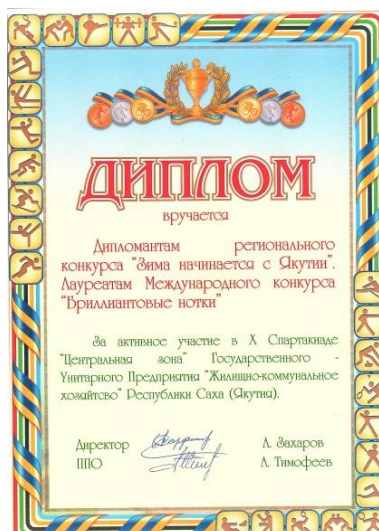 ДИПЛОМ
вручается
Дипломантам регионального
конкурса "Зима начинается с Якутии".
Лауреатам Международного конкурса
"Бриллиантовые нотки"
За активное участие в X Спартакиаде
"Центральная зона" Государственного -
Унитарного Предприятия "Жилищно-коммунальное
хозяйство" Республики Саха (Якутия).
Директор А. Захаров
ППО А. Тимофеев